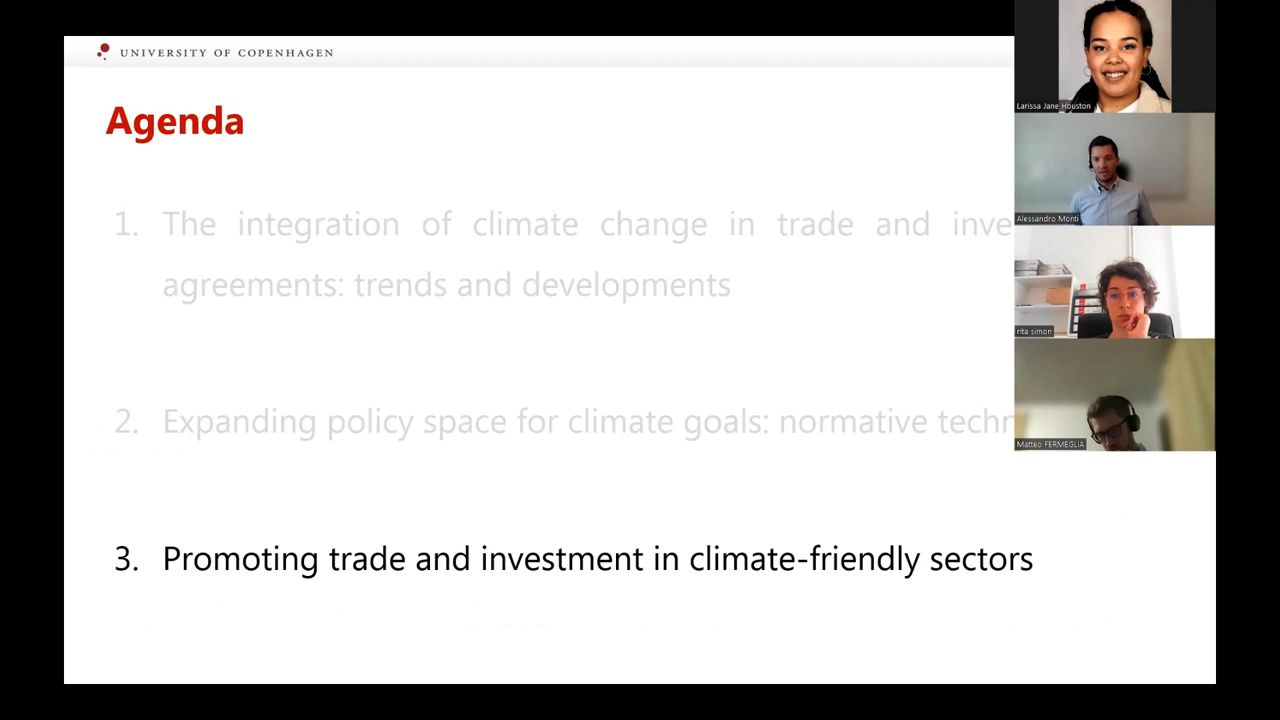 UNIVERSITY OF COPENHAGEN
Agenda
1. The integration of climate change in trade and
agreements: trends and developments
2. Expanding policy space for climate goals: normative
3. Promoting trade and investment in climate-friendly sectors
Larissa Jane Houston
Alessandro Monti
rita simon
Matteo FERMEGLIA